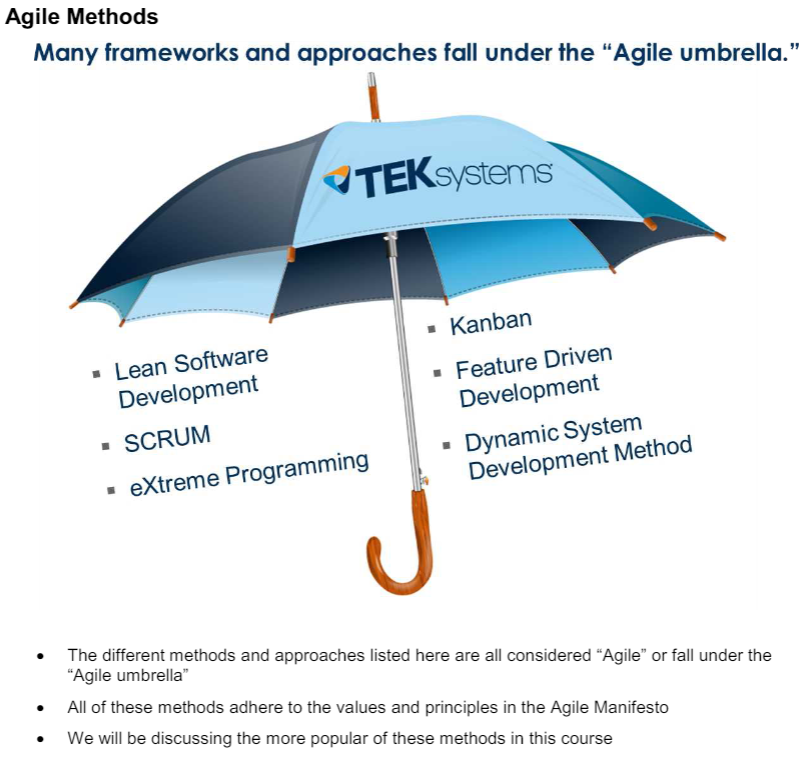 Agile Methods
Many frameworks and approaches fall under the “Agile umbrella.”
TEKsystems
▪ Lean Software
Development
▪ SCRUM
▪ eXtreme Programming
▪ Kanban
▪ Feature Driven
Development
▪ Dynamic System
Development Method
• The different methods and approaches listed here are all considered “Agile” or fall under the
“Agile umbrella”
• All of these methods adhere to the values and principles in the Agile Manifesto
• We will be discussing the more popular of these methods in this course